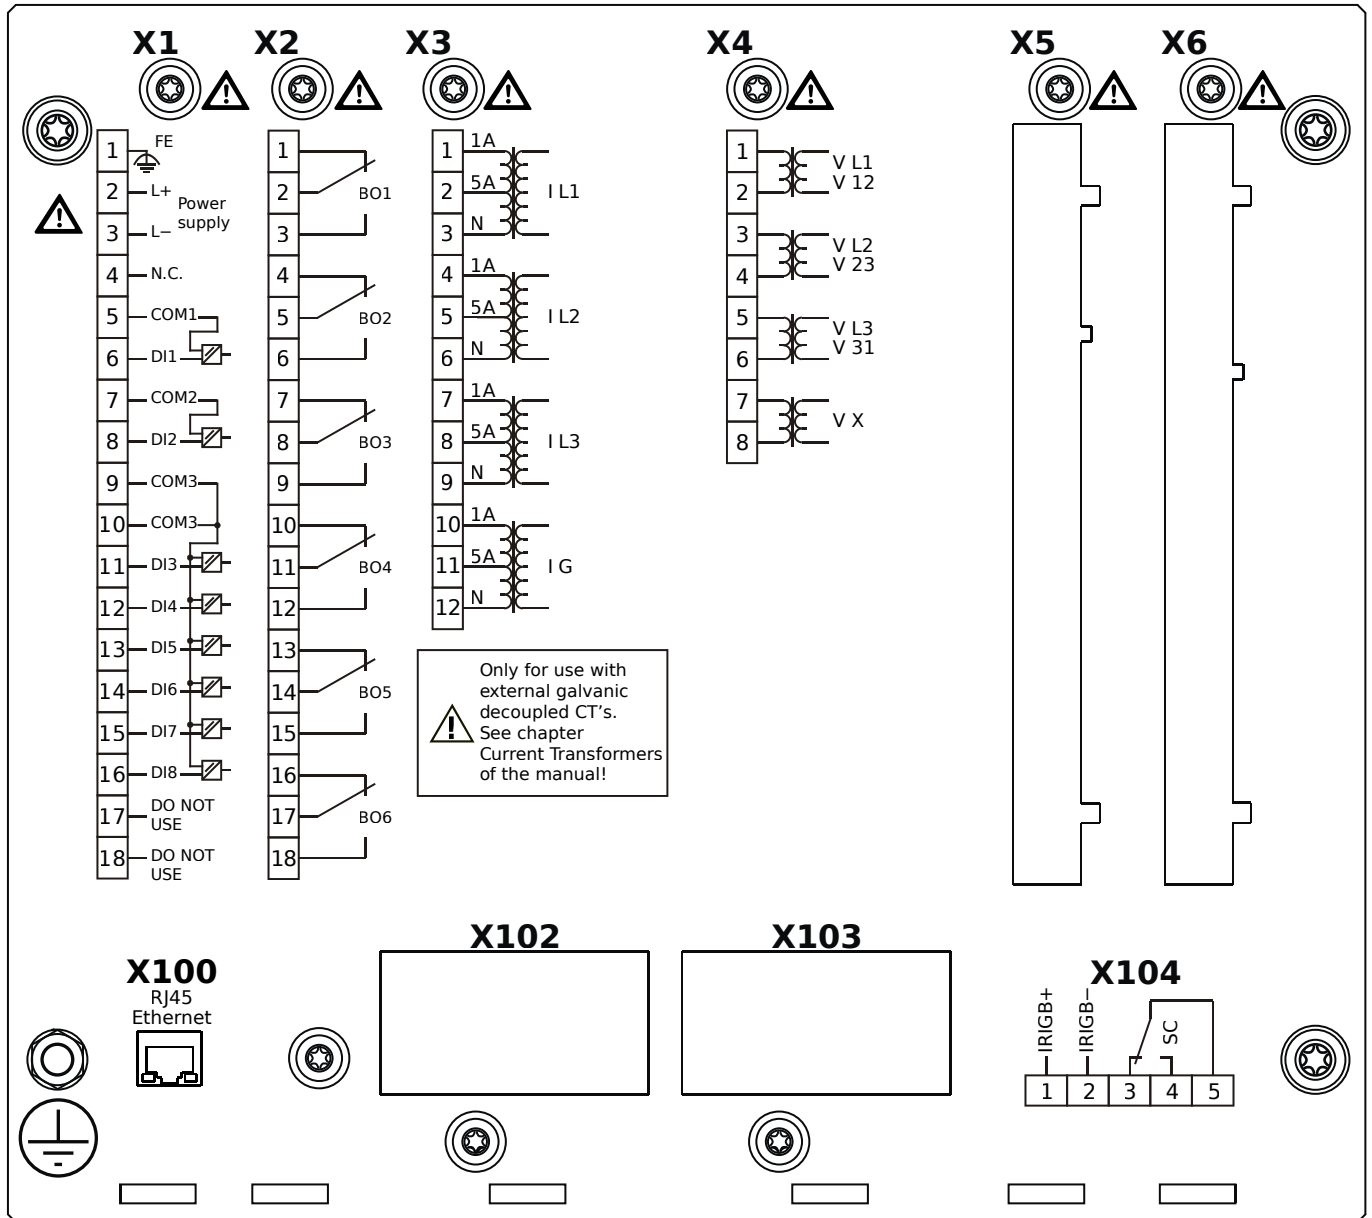 X1
X2
X3
X4
X5
X6
1 FE
2 L+
Power
supply
3 L−
4 N.C.
5 COM1
6 DI1
7 COM2
8 DI2
9 COM3
10 COM3
11 DI3
12 DI4
13 DI5
14 DI6
15 DI7
16 DI8
17 DO NOT
USE
18 DO NOT
USE
1
2 BO1
3
4
5 BO2
6
7
8 BO3
9
10
11 BO4
12
13
14 BO5
15
16
17 BO6
18
1 1A
2 5A I L1
3 N
4 1A
5 5A I L2
6 N
7 1A
8 5A I L3
9 N
10 1A
11 5A I G
12 N
!
Only for use with
external galvanic
decoupled CT's.
See chapter
Current Transformers
of the manual!
1 V L1
2 V 12
3 V L2
4 V 23
5 V L3
6 V 31
7 V X
8
X100
RJ45
Ethernet
X102
X103
X104
IRIGB+
IRIGB−
SC
1 2 3 4 5